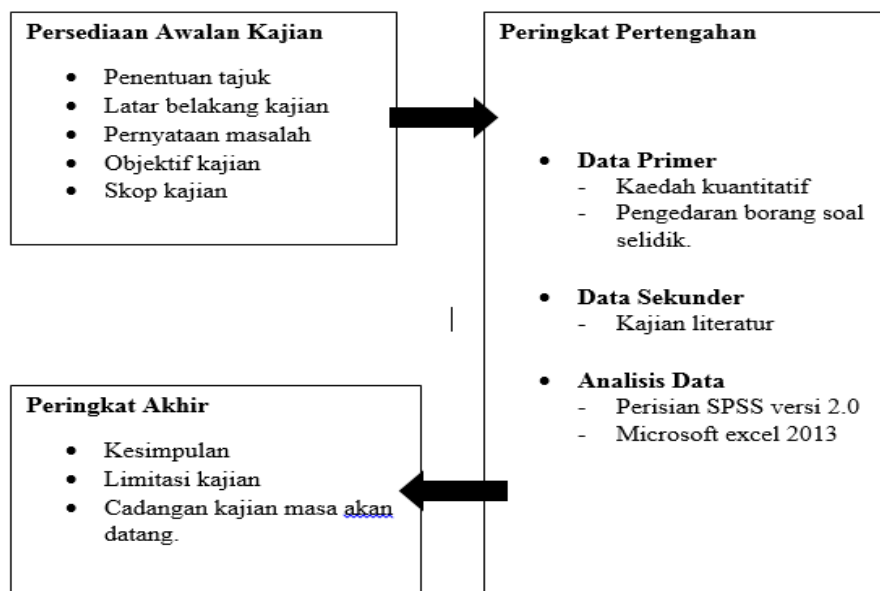 Persediaan Awalan Kajian
• Penentuan tajuk
• Latar belakang kajian
• Pernyataan masalah
• Objektif kajian
• Skop kajian
Peringkat Pertengahan
• Data Primer
- Kaedah kuantitatif
- Pengedaran borang soal
selidik.
• Data Sekunder
- Kajian literatur
• Analisis Data
- Perisian SPSS versi 2.0
- Microsoft excel 2013
Peringkat Akhir
• Kesimpulan
• Limitasi kajian
• Cadangan kajian masa akan
datang.